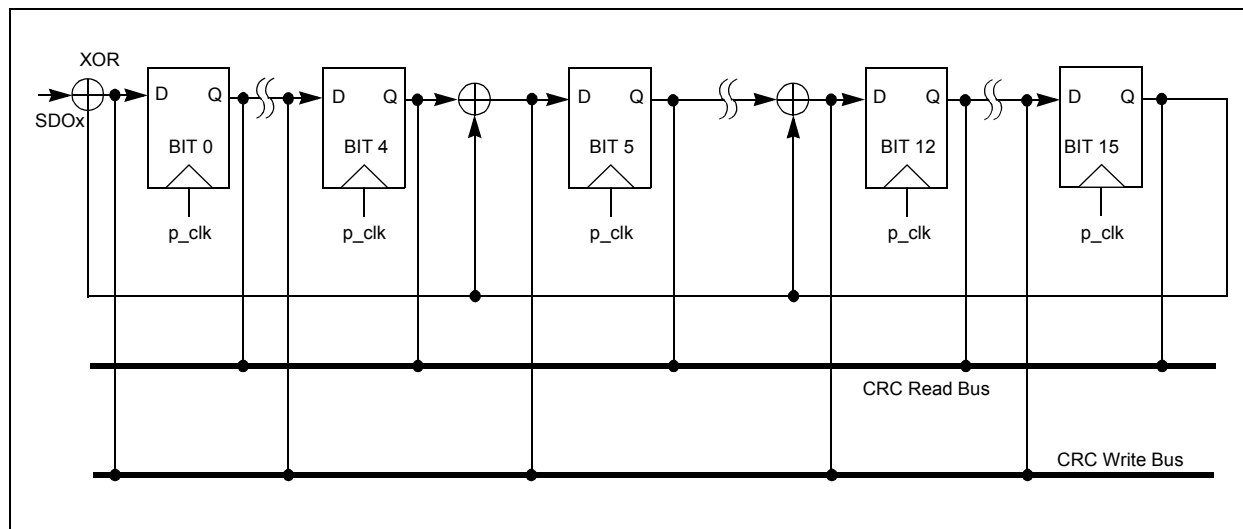 XOR
SDOx
D Q
BIT 0
p_clk
D Q
BIT 4
p_clk
D Q
BIT 5
p_clk
D Q
BIT 12
p_clk
D Q
BIT 15
p_clk
CRC Read Bus
CRC Write Bus